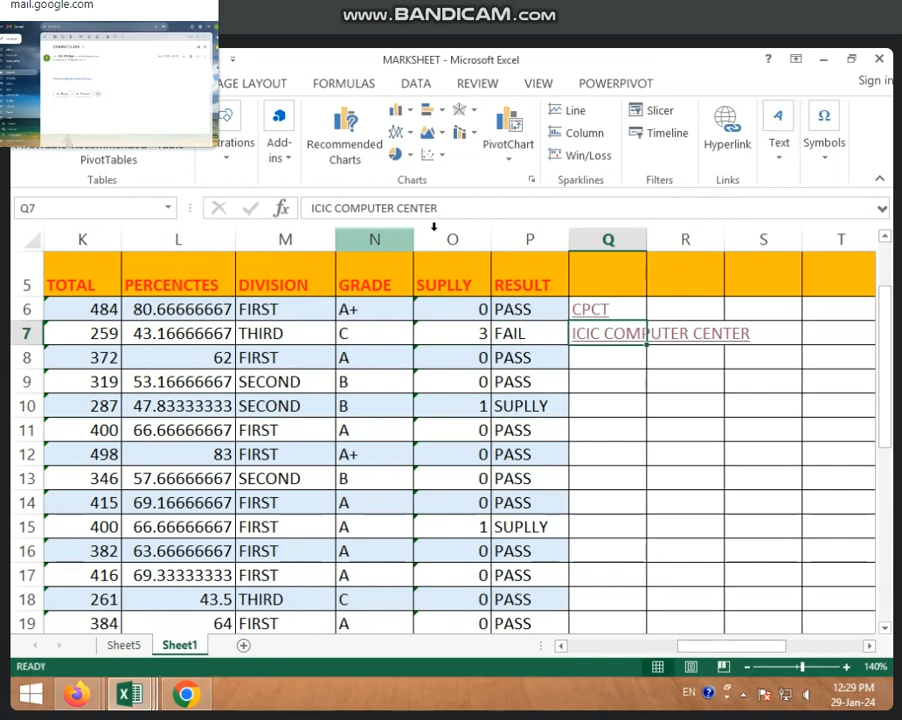 mail.google.com
WWW.BANDICAM.COM
MARKSHEET - Microsoft Excel
Sign in
AGE LAYOUT FORMULAS DATA REVIEW VIEW POWERPIVOT
PivotTables
Tables
Add-ins
Recommended Charts
Charts
PivotChart
Line
Column
Win/Loss
Sparklines
Slicer
Timeline
Filters
Hyperlink
Links
Text
Symbols
Q7 fx ICIC COMPUTER CENTER
K L M N O P Q R S T
5 TOTAL PERCENCTES DIVISION GRADE SUPLLY RESULT
6 484 80.66666667 FIRST A+ 0 PASS CPCT
7 259 43.16666667 THIRD C 3 FAIL ICIC COMPUTER CENTER
8 372 62 FIRST A 0 PASS
9 319 53.16666667 SECOND B 0 PASS
10 287 47.83333333 SECOND B 1 SUPLLY
11 400 66.66666667 FIRST A 0 PASS
12 498 83 FIRST A+ 0 PASS
13 346 57.66666667 SECOND B 0 PASS
14 415 69.16666667 FIRST A 0 PASS
15 400 66.66666667 FIRST A 1 SUPLLY
16 382 63.66666667 FIRST A 0 PASS
17 416 69.33333333 FIRST A 0 PASS
18 261 43.5 THIRD C 0 PASS
19 384 64 FIRST A 0 PASS
Sheet5 Sheet1
READY 140%
EN 12:29 PM
29-Jan-24